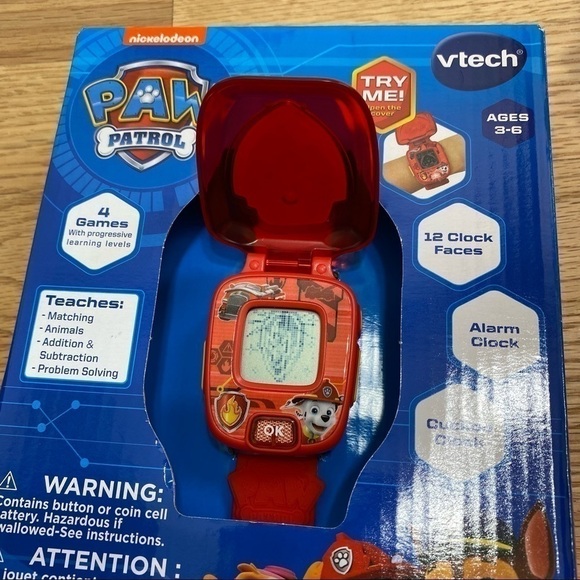 nickelodeon
PAW
PATROL
vtech
TRY
ME!
Open the
cover
AGES
3-6
4
Games
With progressive
learning levels
12 Clock
Faces
Teaches:
- Matching
- Animals
- Addition &
Subtraction
- Problem Solving
Alarm
Clock
OK
WARNING:
Contains button or coin cell
battery. Hazardous if
swallowed-See instructions.
ATTENTION :
jouet